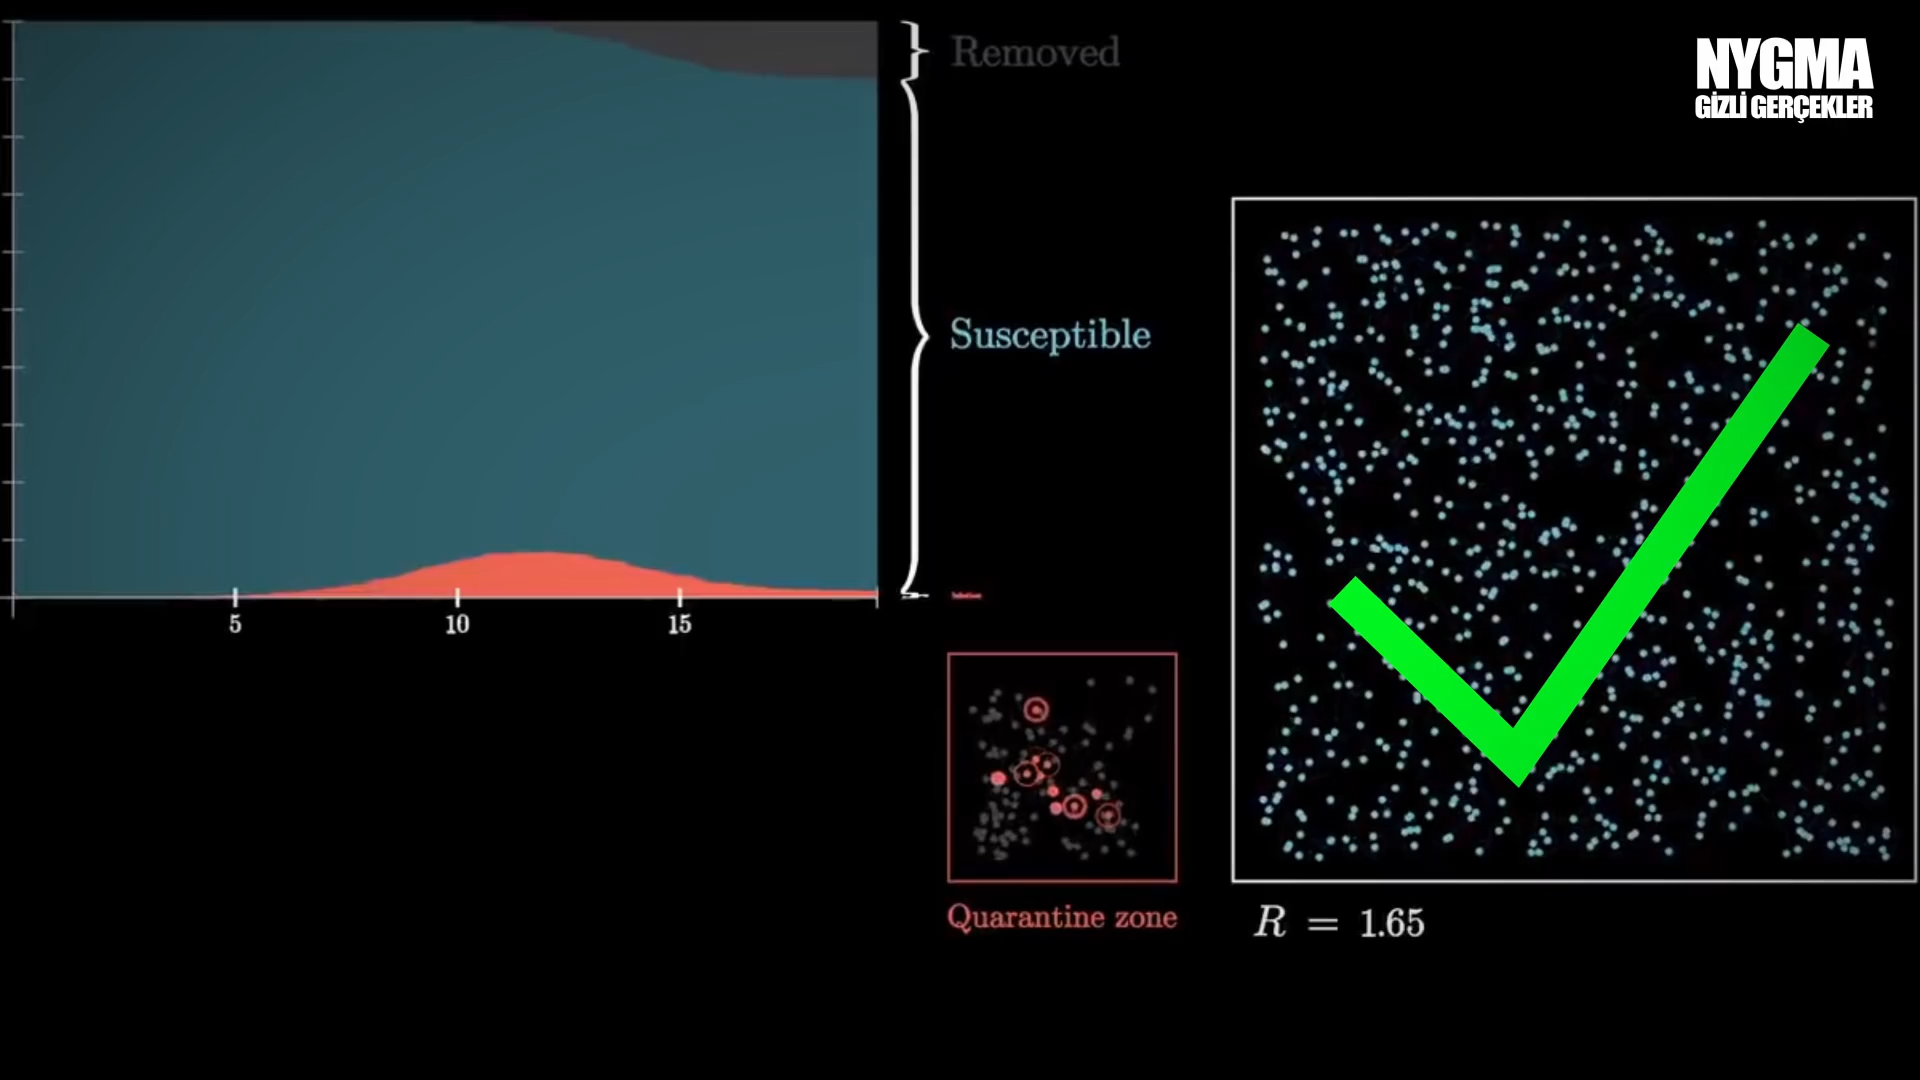 Removed
NYGMA
GİZLİ GERÇEKLER
Susceptible
5
10
15
Quarantine zone
R = 1.65